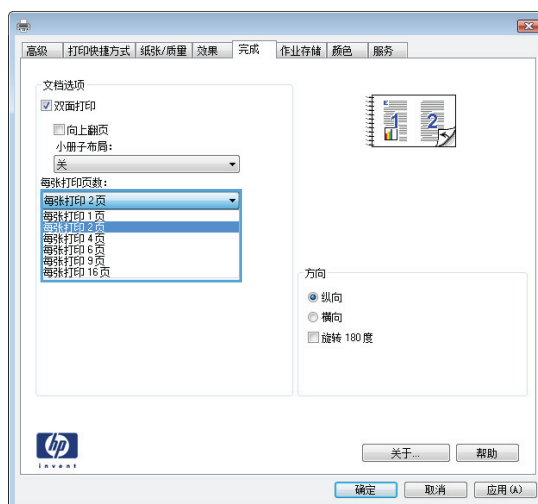 高级 打印快捷方式 纸张/质量 效果 完成 作业存储 颜色 服务
文档选项
双面打印
向上翻页
小册子布局：
关
每张打印页数：
每张打印 2 页
每张打印 1 页
每张打印 2 页
每张打印 4 页
每张打印 6 页
每张打印 9 页
每张打印 16 页
1 2
方向
纵向
横向
旋转 180 度
hp
invent
关于... 帮助
确定 取消 应用 (A)